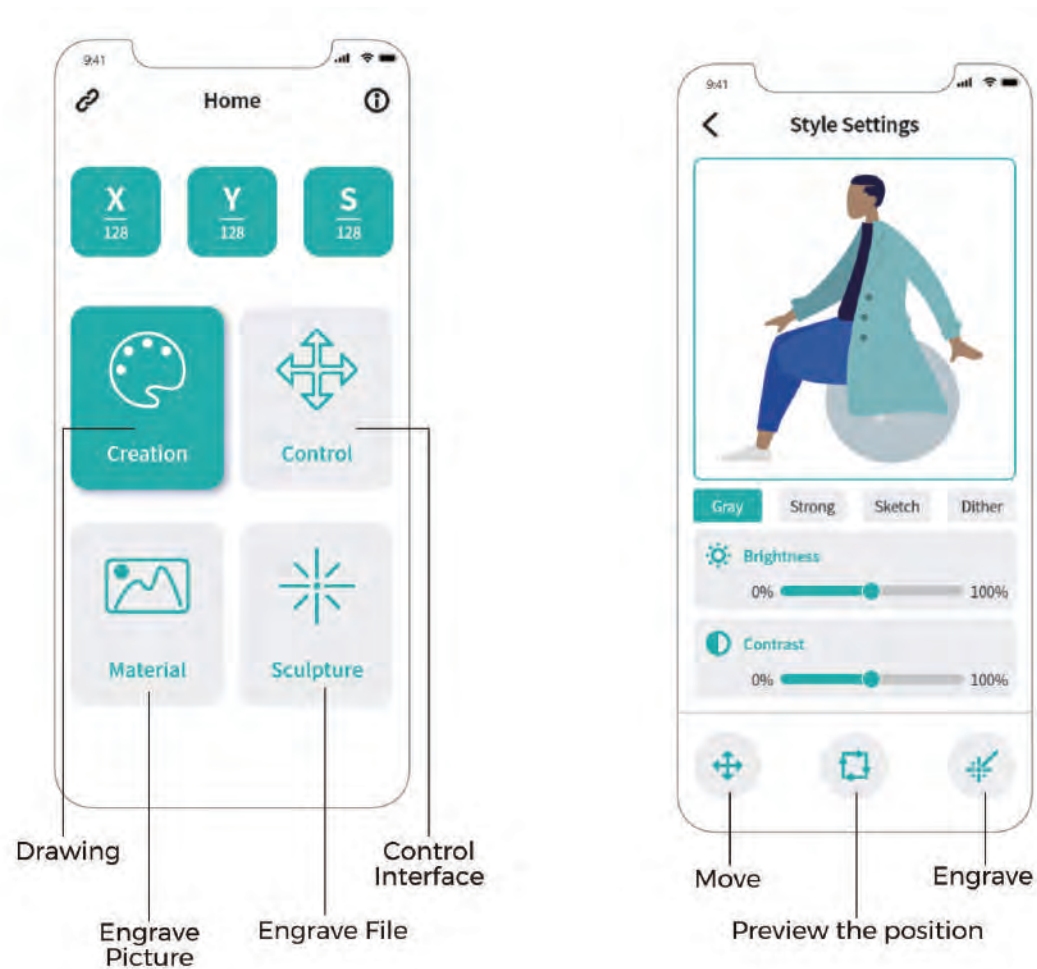 9:41
Home
X
128
Y
128
S
128
Creation
Control
Material
Sculpture
Drawing
Control
Interface
Engrave
Picture
Engrave File
9:41
Style Settings
Gray
Strong
Sketch
Dither
Brightness
0%
100%
Contrast
0%
100%
Move
Engrave
Preview the position